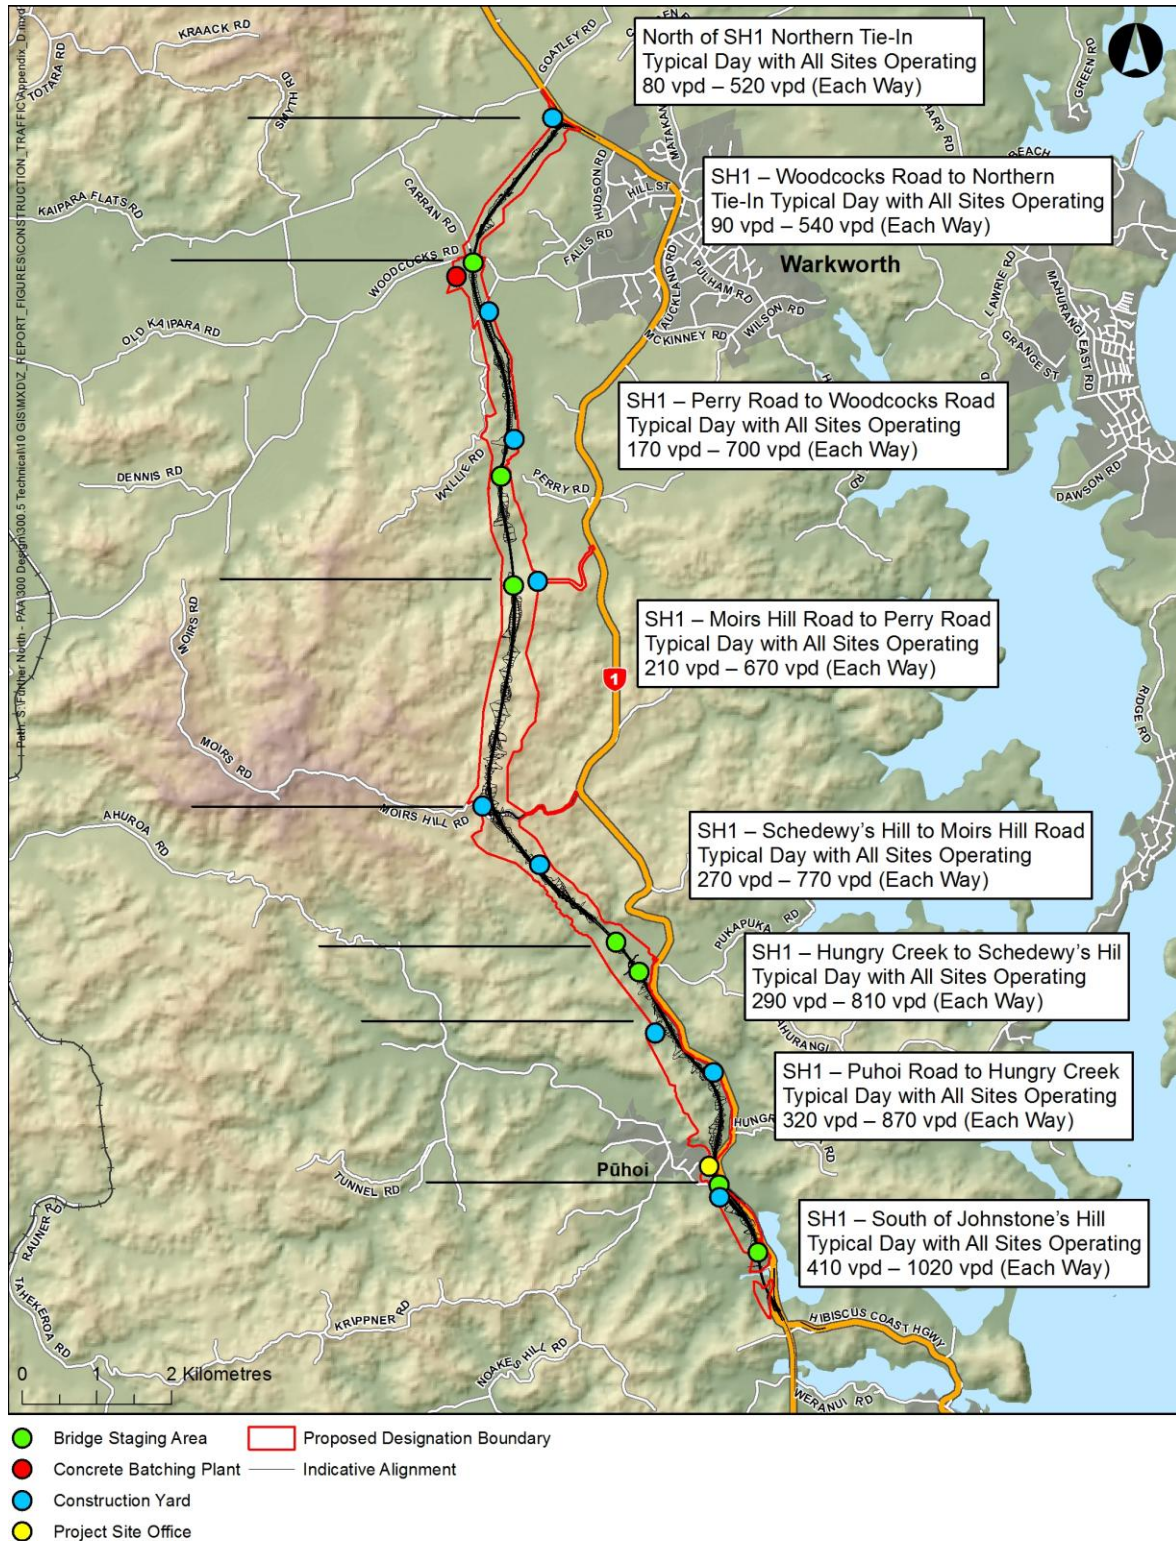 North of SH1 Northern Tie-In
Typical Day with All Sites Operating
80 vpd – 520 vpd (Each Way)
KRAACK RD
TOTARA RD
SMYTH RD
GOATLEY RD
GREEN RD
SH1 – Woodcocks Road to Northern
Tie-In Typical Day with All Sites Operating
90 vpd – 540 vpd (Each Way)
HUDSON RD
HILL ST
CARRAN RD
KAIPARA FLATS RD
FALLS RD
WOODCOCKS RD
Warkworth
PULHAM RD
AUCKLAND RD
WILSON RD
MCKINNEY RD
LAWRIE RD
MAHURANGI EAST RD
GRANGE ST
OLD KAIPARA RD
SH1 – Perry Road to Woodcocks Road
Typical Day with All Sites Operating
170 vpd – 700 vpd (Each Way)
DENNIS RD
WYLLIE RD
PERRY RD
RD
DAWSON RD
MOIRS RD
SH1 – Moirs Hill Road to Perry Road
Typical Day with All Sites Operating
210 vpd – 670 vpd (Each Way)
1
RIDGE RD
MOIRS RD
MOIRS HILL RD
AHUROA RD
SH1 – Schedewy's Hill to Moirs Hill Road
Typical Day with All Sites Operating
270 vpd – 770 vpd (Each Way)
PUKAPUKA RD
SH1 – Hungry Creek to Schedewy's Hil
Typical Day with All Sites Operating
290 vpd – 810 vpd (Each Way)
AHURANGI
SH1 – Puhoi Road to Hungry Creek
Typical Day with All Sites Operating
320 vpd – 870 vpd (Each Way)
HUNGR
RD
Pūhoi
TUNNEL RD
SH1 – South of Johnstone's Hill
Typical Day with All Sites Operating
410 vpd – 1020 vpd (Each Way)
RAUNER RD
TAHEKEROA RD
KRIPPNER RD
HIBISCUS COAST HGWY
NOAKES HILL RD
WERANUI RD
0 1 2 Kilometres
Bridge Staging Area
Proposed Designation Boundary
Concrete Batching Plant
Indicative Alignment
Construction Yard
Project Site Office